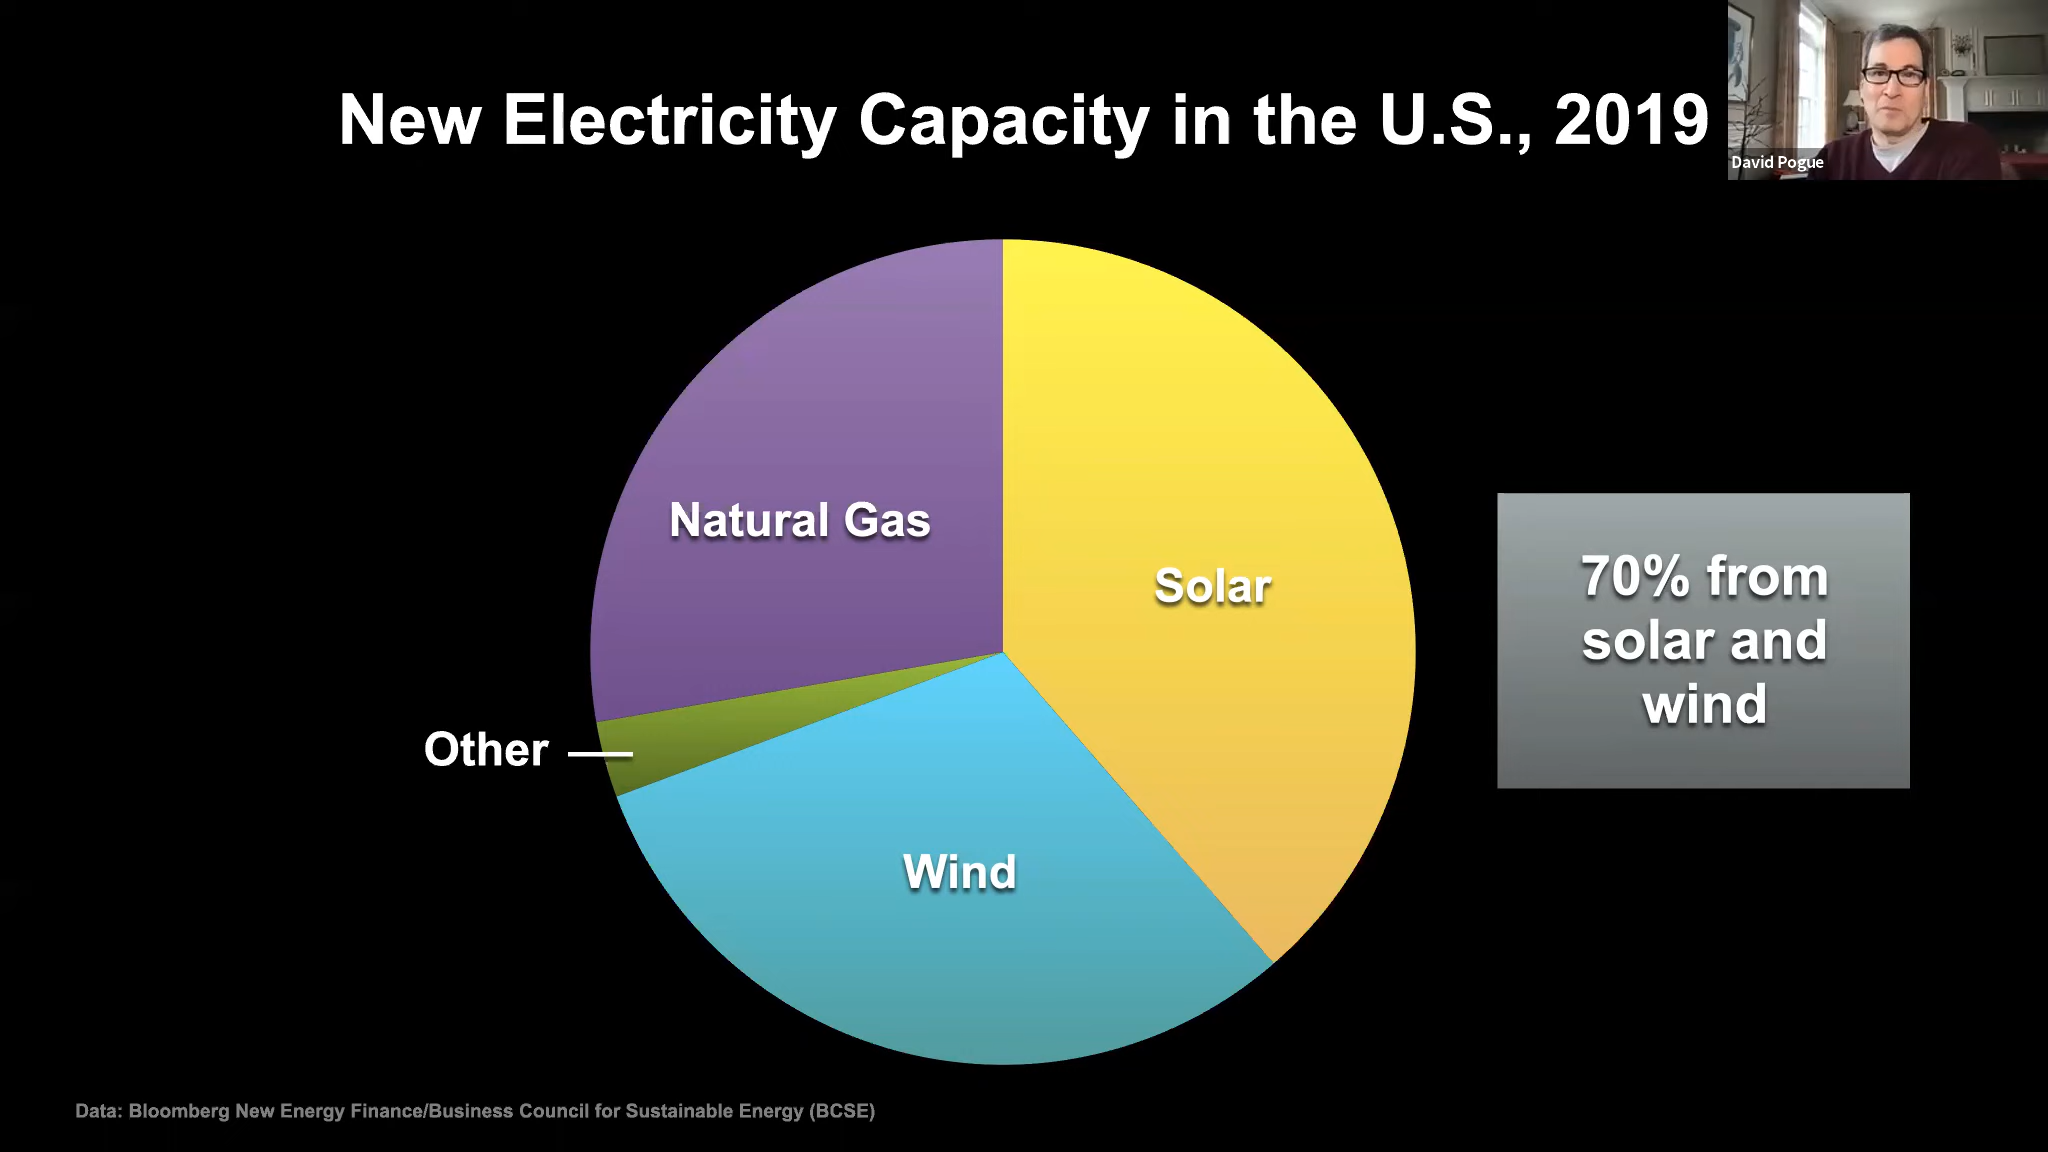 New Electricity Capacity in the U.S., 2019
David Pogue
Natural Gas
Solar
70% from
solar and
wind
Other
Wind
Data: Bloomberg New Energy Finance/Business Council for Sustainable Energy (BCSE)